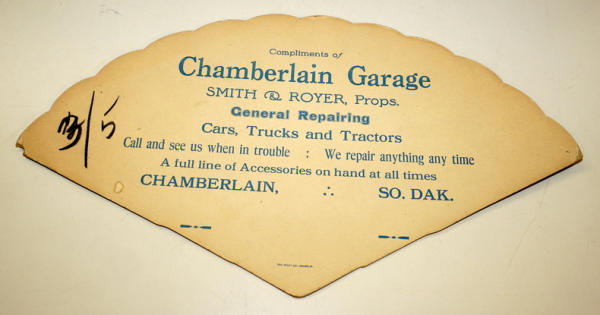 Compliments of
Chamberlain Garage
SMITH & ROYER, Props.
General Repairing
Cars, Trucks and Tractors
Call and see us when in trouble : We repair anything any time
A full line of Accessories on hand at all times
CHAMBERLAIN, ∴ SO. DAK.